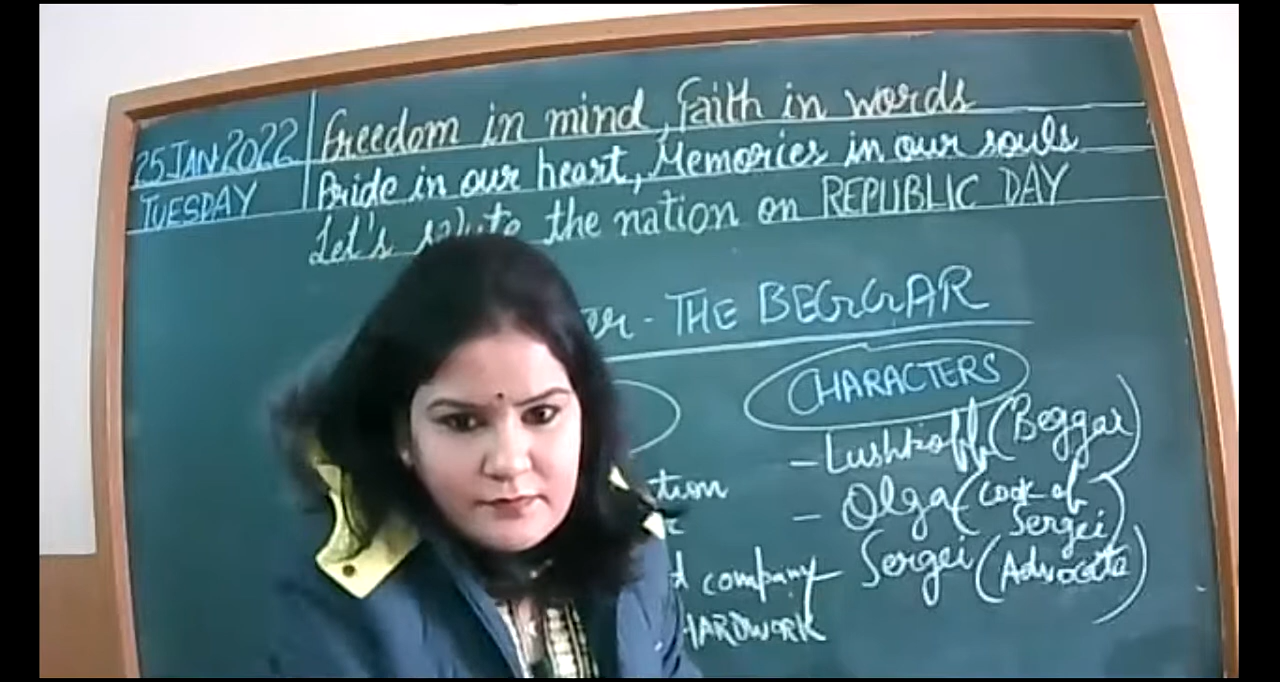 25 JAN 2022
TUESDAY
Freedom in mind, Faith in words
Pride in our heart, Memories in our souls
Let's salute the nation on REPUBLIC DAY
THE BEGGAR
CHARACTERS
- Lushkoff (Beggar)
- Olga (Cook of Sergei)
- Sergei (Advocate)
company
HARDWORK